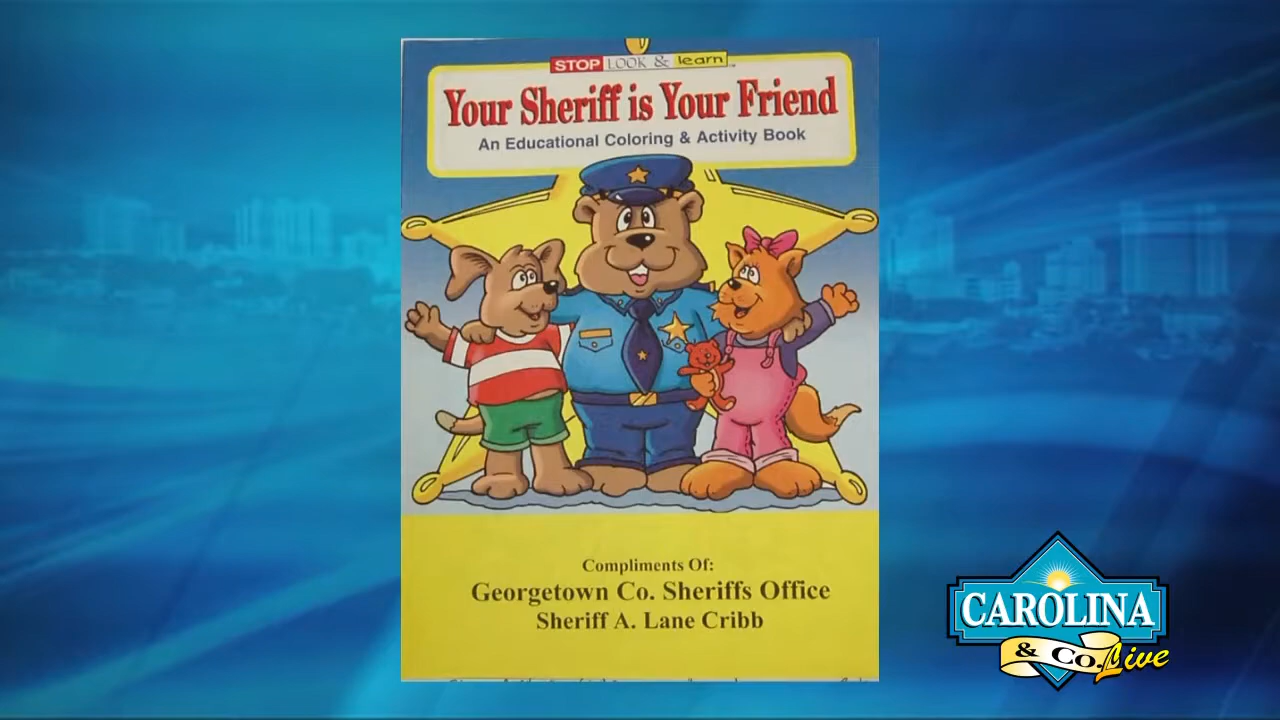 STOP LOOK & learn
Your Sheriff is Your Friend
An Educational Coloring & Activity Book
Compliments Of:
Georgetown Co. Sheriffs Office
Sheriff A. Lane Cribb
CAROLINA
& Co. Live